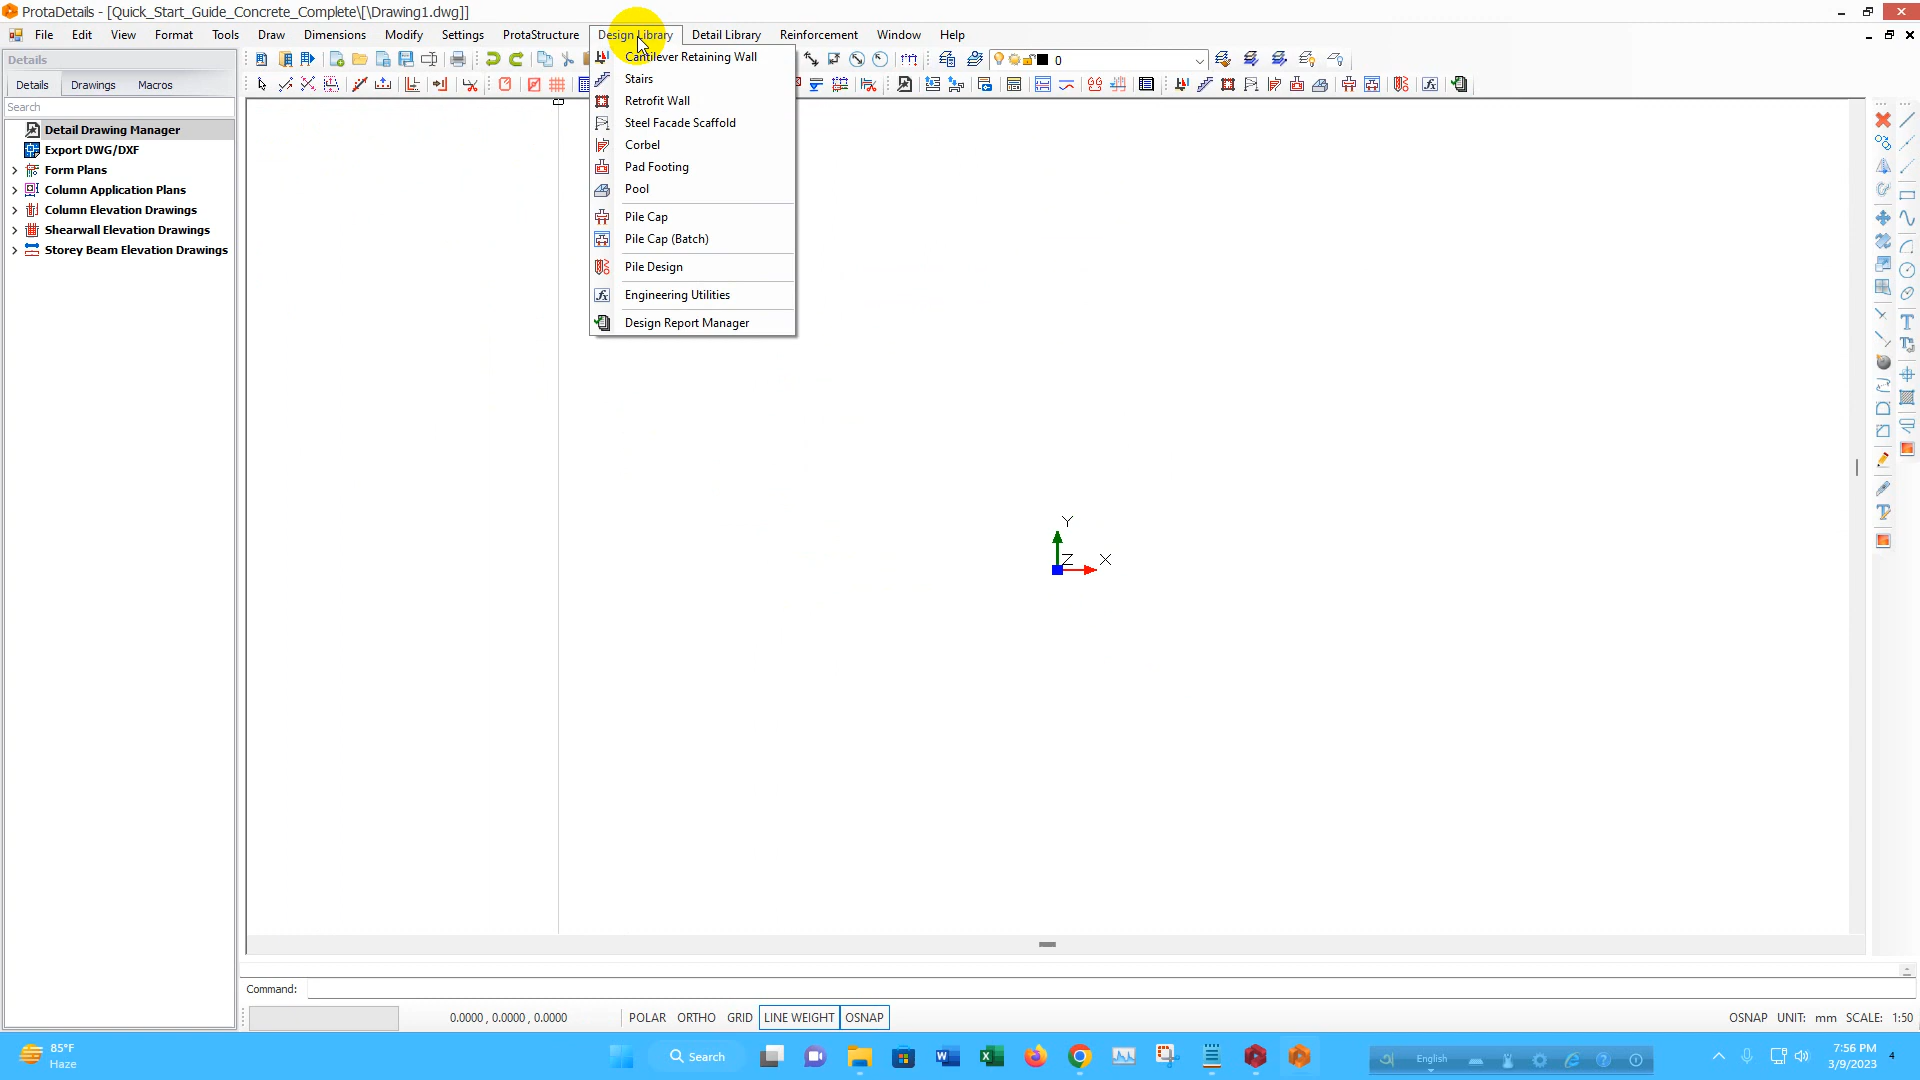 ProtaDetails - [Quick_Start_Guide_Concrete_Complete\[\Drawing1.dwg]]
File Edit View Format Tools Draw Dimensions Modify Settings ProtaStructure Design Library Detail Library Reinforcement Window Help
Details
0
Details Drawings Macros
Search
Detail Drawing Manager
Export DWG/DXF
Form Plans
Column Application Plans
Column Elevation Drawings
Shearwall Elevation Drawings
Storey Beam Elevation Drawings
Cantilever Retaining Wall
Stairs
Retrofit Wall
Steel Facade Scaffold
Corbel
Pad Footing
Pool
Pile Cap
Pile Cap (Batch)
Pile Design
Engineering Utilities
Design Report Manager
Y
Z X
Command:
0.0000 , 0.0000 , 0.0000 POLAR ORTHO GRID LINE WEIGHT OSNAP OSNAP UNIT: mm SCALE: 1:50
85°F
Haze
Search
English
7:56 PM
3/9/2023
4